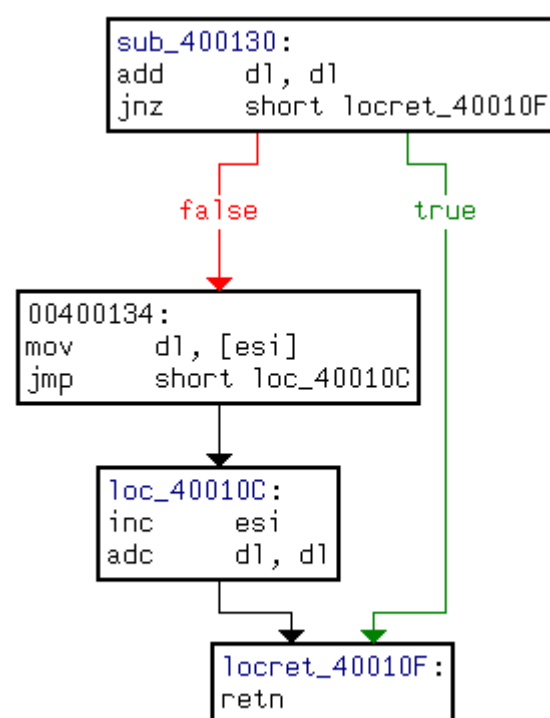 sub_400130:
add dl, dl
jnz short locret_40010F
false true
00400134:
mov dl, [esi]
jmp short loc_40010C
loc_40010C:
inc esi
adc dl, dl
locret_40010F:
retn